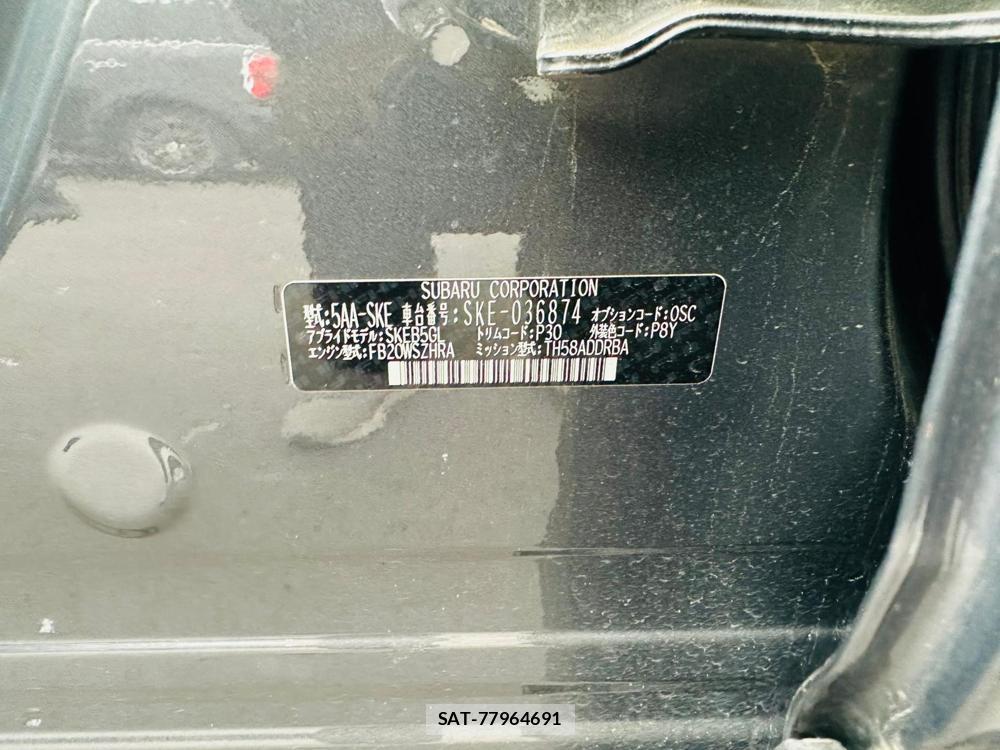 SUBARU CORPORATION
型式:5AA-SKE 車台番号:SKE-036874 オプションコード:OSC
アプライドモデル:SKEB5GL トリムコード:P30 外装色コード:P8Y
エンジン型式:FB20WSZHRA ミッション型式:TH58ADDRBA
SAT-77964691